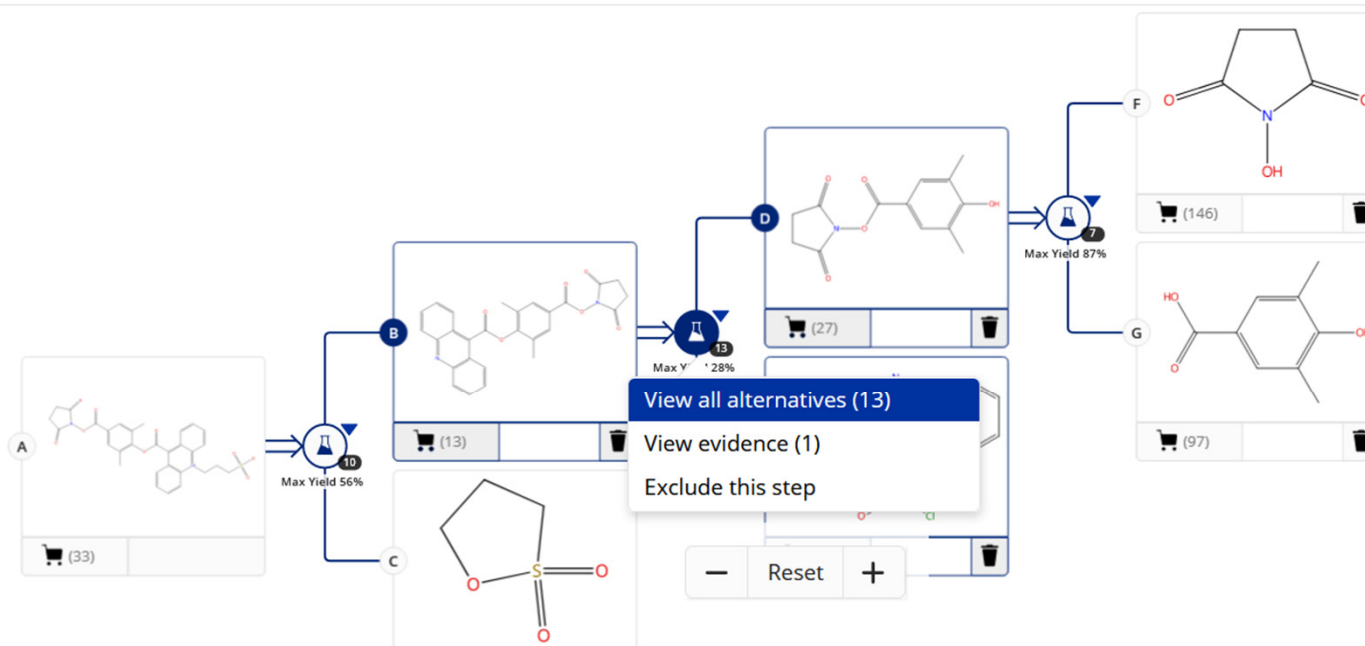 F
O
O
N
OH
(146)
D
O
O
O
N
O
O
OH
(27)
7
Max Yield 87%
HO
O
G
(97)
B
O
O
O
O
N
O
O
N
(13)
13
Max Y 28%
View all alternatives (13)
View evidence (1)
Exclude this step
O
Cl
A
(33)
10
Max Yield 56%
C
O
S
O
O
− Reset +